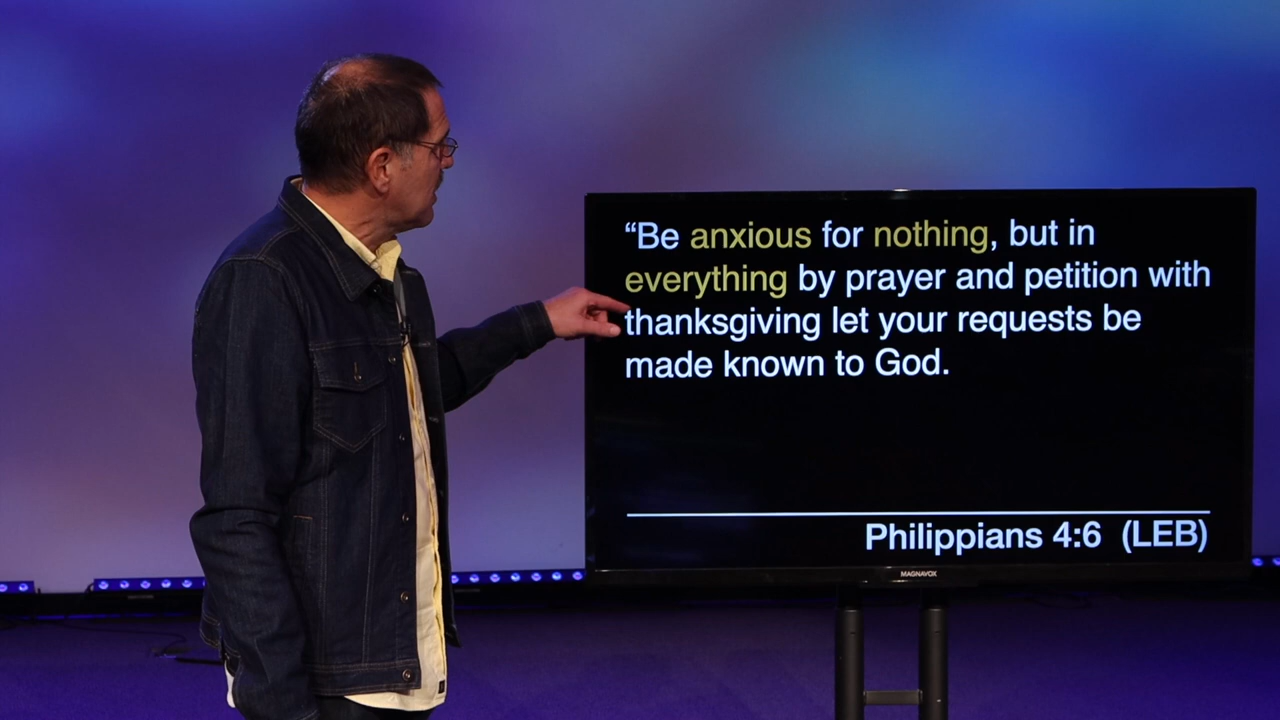 “Be anxious for nothing, but in
everything by prayer and petition with
thanksgiving let your requests be
made known to God.
Philippians 4:6 (LEB)
MAGNAVOX